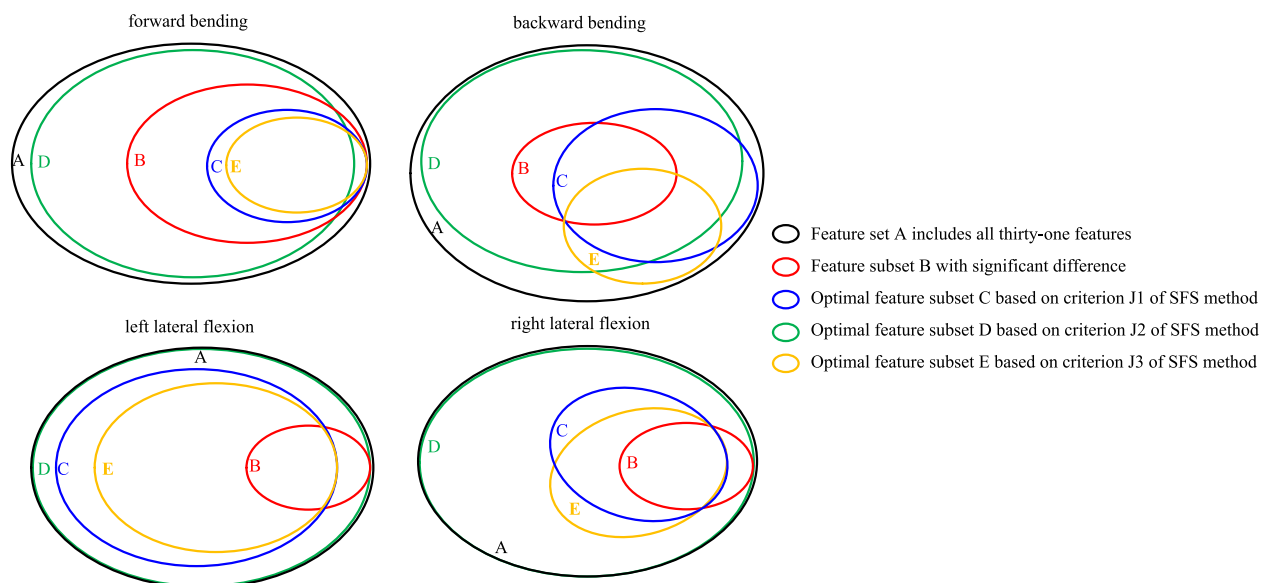 forward bending
A
D
B
C
E
backward bending
D
B
C
A
E
Feature set A includes all thirty-one features
Feature subset B with significant difference
Optimal feature subset C based on criterion J1 of SFS method
Optimal feature subset D based on criterion J2 of SFS method
Optimal feature subset E based on criterion J3 of SFS method
left lateral flexion
A
D
C
E
B
right lateral flexion
C
D
B
E
A